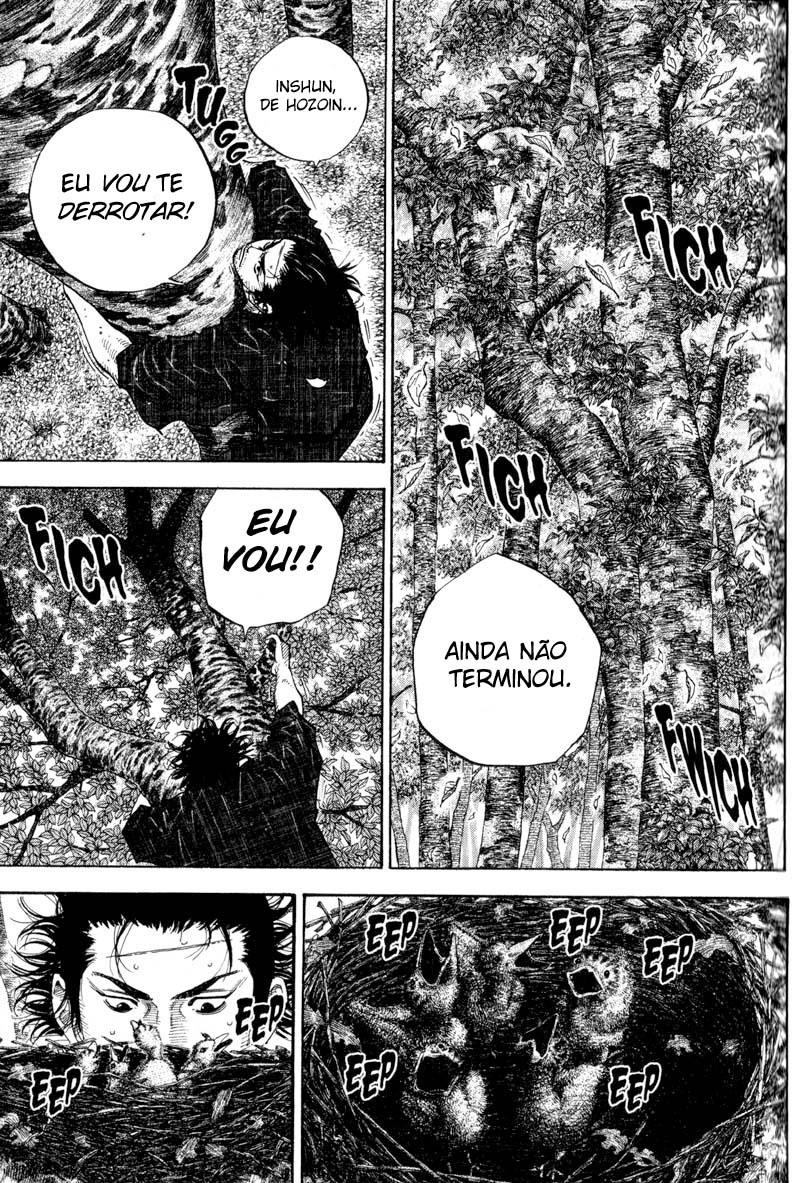 FICH
FICH
AINDA NÃO
TERMINOU.
FWICH
INSHUN,
DE HOZOIN...
TUGG
EU VOU TE
DERROTAR!
EU
VOU!!
FICH
EEP
EEP
EEP
EEP
EEP
EEP
EEP